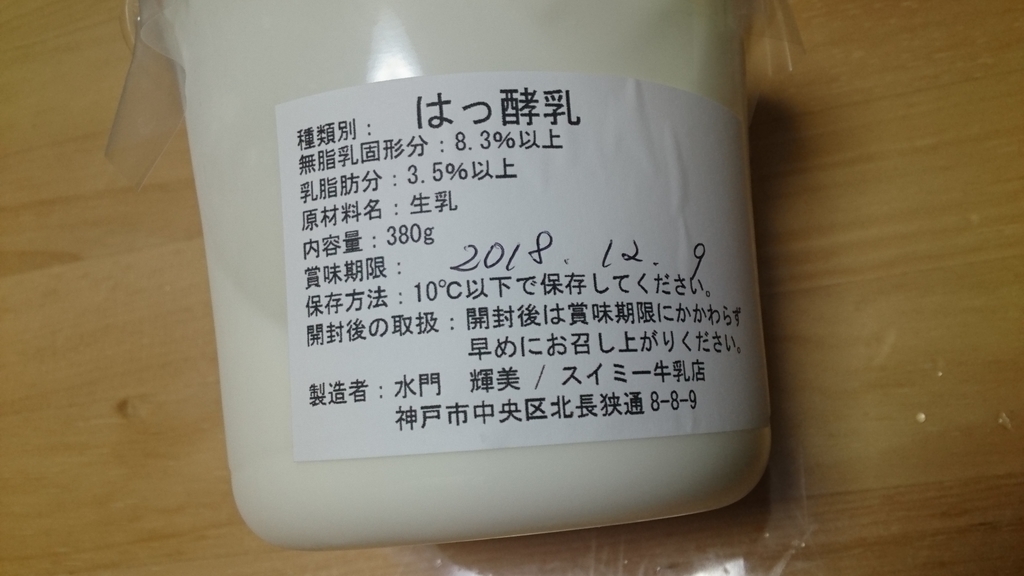 種類別： はっ酵乳
無脂乳固形分：8.3%以上
乳脂肪分：3.5%以上
原材料名：生乳
内容量：380g
賞味期限： 2018. 12. 9
保存方法：10℃以下で保存してください。
開封後の取扱：開封後は賞味期限にかかわらず
早めにお召し上がりください。
製造者：水門 輝美 / スイミー牛乳店
神戸市中央区北長狭通 8-8-9